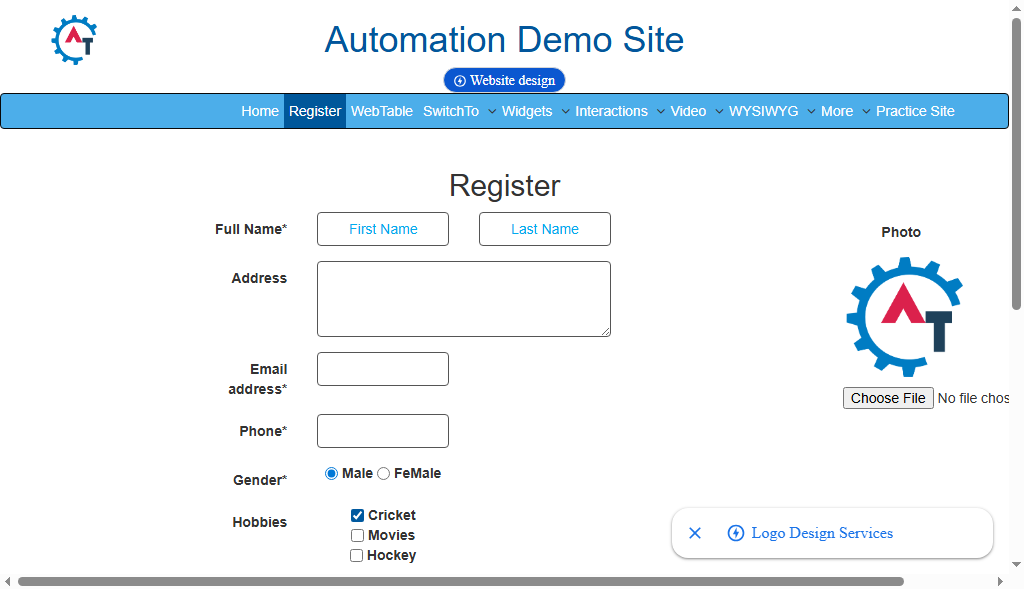 Automation Demo Site
Website design
Home Register WebTable SwitchTo Widgets Interactions Video WYSIWYG More Practice Site
Register
Full Name* First Name Last Name
Photo
Address
AT
Choose File No file chos
Email
address*
Phone*
Gender* Male FeMale
Hobbies Cricket
Movies
Hockey
Logo Design Services